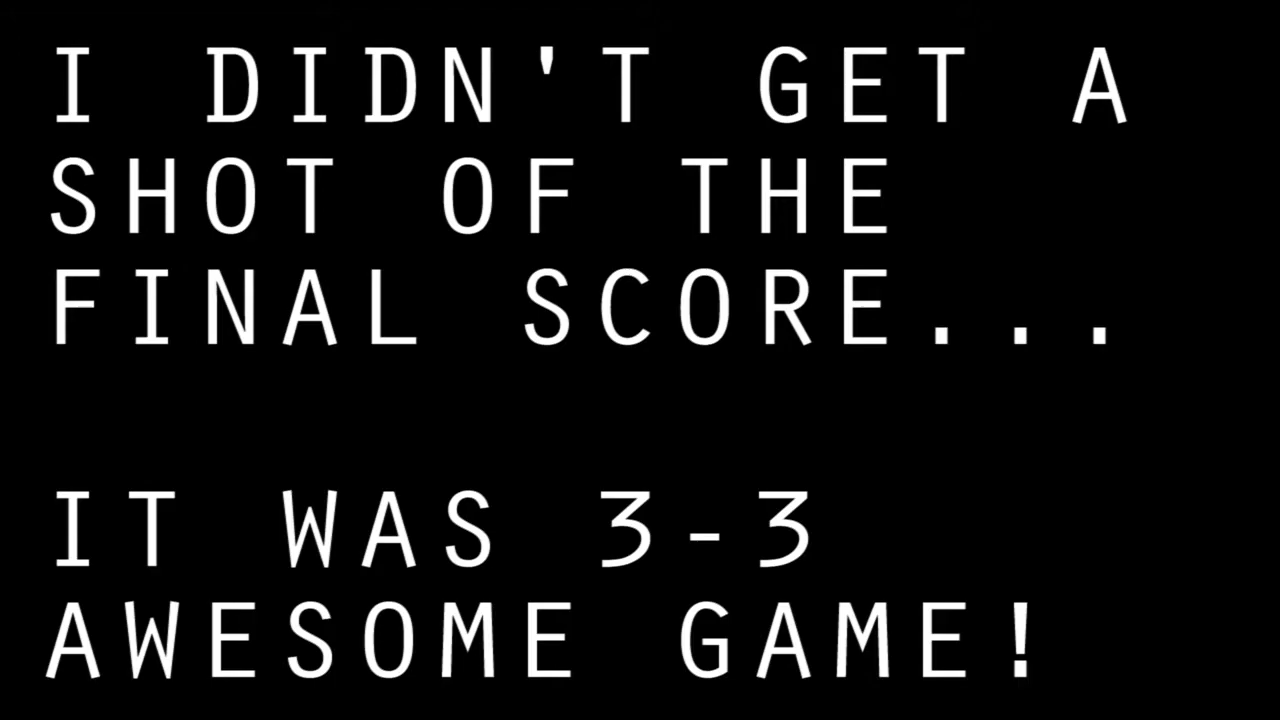 I DIDN'T GET A
SHOT OF THE
FINAL SCORE...
IT WAS 3-3
AWESOME GAME!